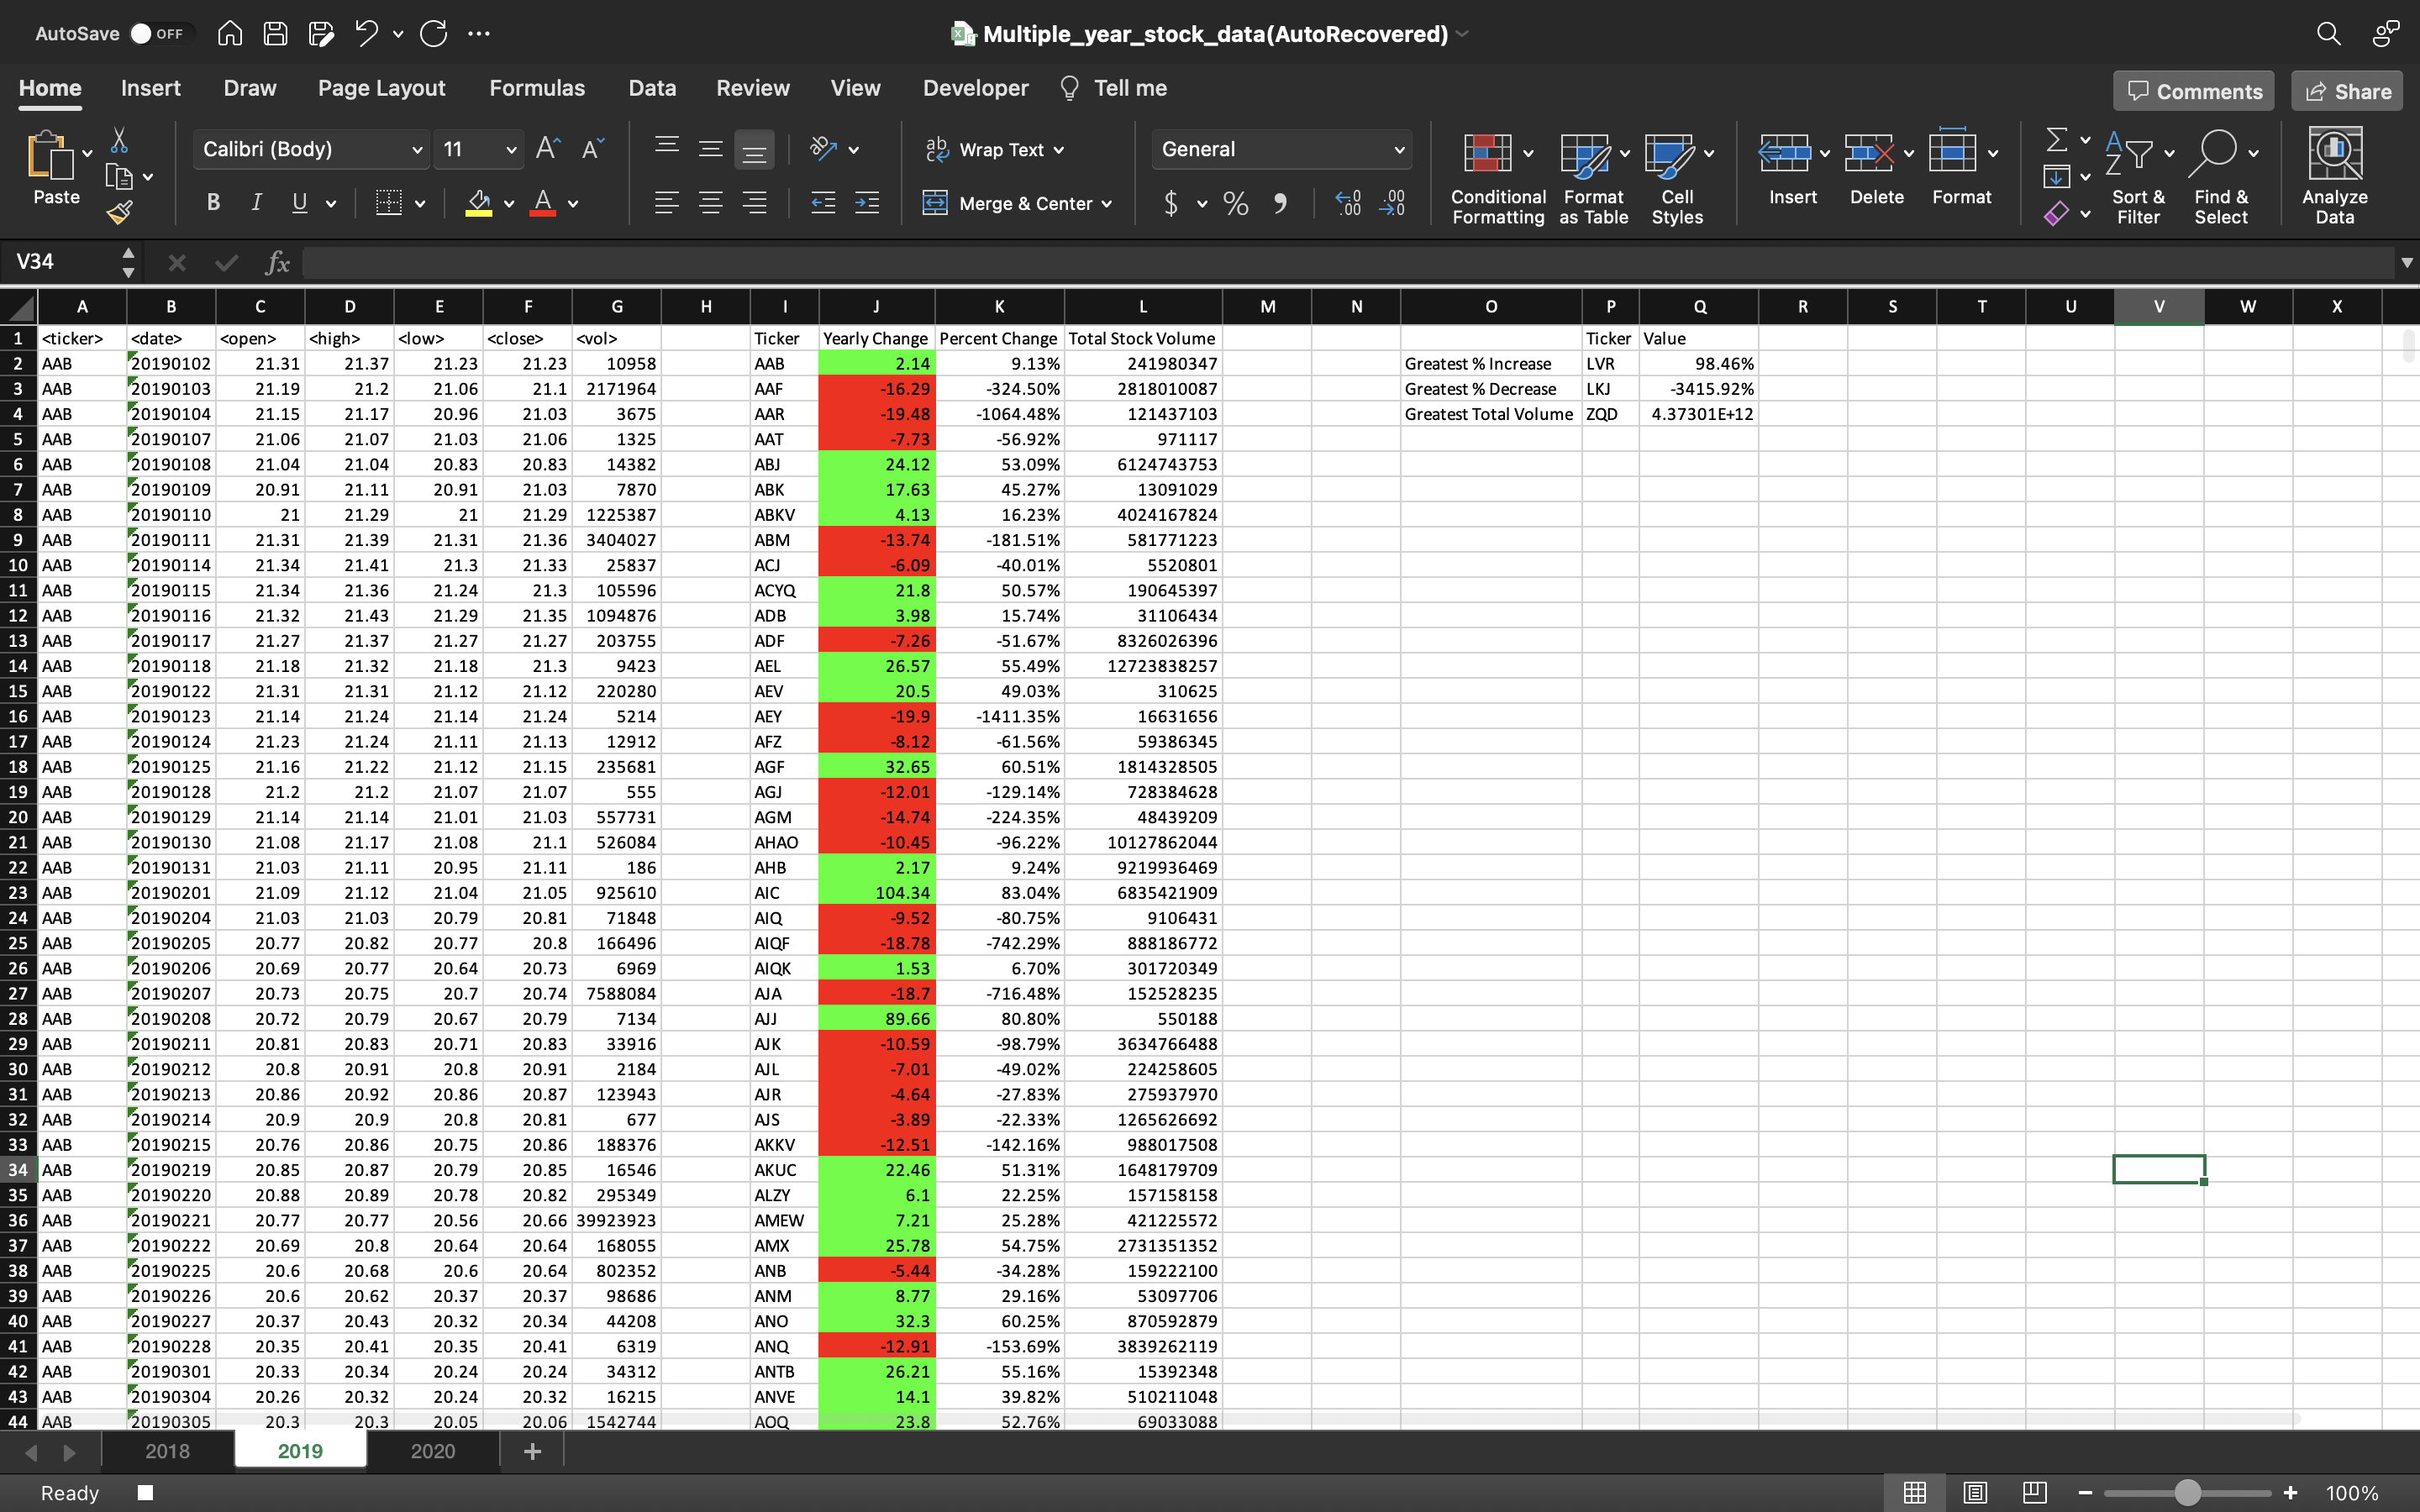 AutoSave OFF Multiple_year_stock_data(AutoRecovered)
Home Insert Draw Page Layout Formulas Data Review View Developer Tell me Comments Share
Paste Calibri (Body) 11 Wrap Text General Conditional Formatting Format as Table Cell Styles Insert Delete Format Sort & Filter Find & Select Analyze Data
B I U Merge & Center $ %
V34 fx
A B C D E F G H I J K L M N O P Q R S T U V W X
1 <ticker> <date> <open> <high> <low> <close> <vol> Ticker Yearly Change Percent Change Total Stock Volume Ticker Value
2 AAB 20190102 21.31 21.37 21.23 21.23 10958 AAB 2.14 9.13% 241980347 Greatest % Increase LVR 98.46%
3 AAB 20190103 21.19 21.2 21.06 21.1 2171964 AAF -16.29 -324.50% 2818010087 Greatest % Decrease LKJ -3415.92%
4 AAB 20190104 21.15 21.17 20.96 21.03 3675 AAR -19.48 -1064.48% 121437103 Greatest Total Volume ZQD 4.37301E+12
5 AAB 20190107 21.06 21.07 21.03 21.06 1325 AAT -7.73 -56.92% 971117
6 AAB 20190108 21.04 21.04 20.83 20.83 14382 ABJ 24.12 53.09% 6124743753
7 AAB 20190109 20.91 21.11 20.91 21.03 7870 ABK 17.63 45.27% 13091029
8 AAB 20190110 21 21.29 21 21.29 1225387 ABKV 4.13 16.23% 4024167824
9 AAB 20190111 21.31 21.39 21.31 21.36 3404027 ABM -13.74 -181.51% 581771223
10 AAB 20190114 21.34 21.41 21.3 21.33 25837 ACJ -6.09 -40.01% 5520801
11 AAB 20190115 21.34 21.36 21.24 21.3 105596 ACYQ 21.8 50.57% 190645397
12 AAB 20190116 21.32 21.43 21.29 21.35 1094876 ADB 3.98 15.74% 31106434
13 AAB 20190117 21.27 21.37 21.27 21.27 203755 ADF -7.26 -51.67% 8326026396
14 AAB 20190118 21.18 21.32 21.18 21.3 9423 AEL 26.57 55.49% 12723838257
15 AAB 20190122 21.31 21.31 21.12 21.12 220280 AEV 20.5 49.03% 310625
16 AAB 20190123 21.14 21.24 21.14 21.24 5214 AEY -19.9 -1411.35% 16631656
17 AAB 20190124 21.23 21.24 21.11 21.13 12912 AFZ -8.12 -61.56% 59386345
18 AAB 20190125 21.16 21.22 21.12 21.15 235681 AGF 32.65 60.51% 1814328505
19 AAB 20190128 21.2 21.2 21.07 21.07 555 AGJ -12.01 -129.14% 728384628
20 AAB 20190129 21.14 21.14 21.01 21.03 557731 AGM -14.74 -224.35% 48439209
21 AAB 20190130 21.08 21.17 21.08 21.1 526084 AHAO -10.45 -96.22% 10127862044
22 AAB 20190131 21.03 21.11 20.95 21.11 186 AHB 2.17 9.24% 9219936469
23 AAB 20190201 21.09 21.12 21.04 21.05 925610 AIC 104.34 83.04% 6835421909
24 AAB 20190204 21.03 21.03 20.79 20.81 71848 AIQ -9.52 -80.75% 9106431
25 AAB 20190205 20.77 20.82 20.77 20.8 166496 AIQF -18.78 -742.29% 888186772
26 AAB 20190206 20.69 20.77 20.64 20.73 6969 AIQK 1.53 6.70% 301720349
27 AAB 20190207 20.73 20.75 20.7 20.74 7588084 AJA -18.7 -716.48% 152528235
28 AAB 20190208 20.72 20.79 20.67 20.79 7134 AJJ 89.66 80.80% 550188
29 AAB 20190211 20.81 20.83 20.71 20.83 33916 AJK -10.59 -98.79% 3634766488
30 AAB 20190212 20.8 20.91 20.8 20.91 2184 AJL -7.01 -49.02% 224258605
31 AAB 20190213 20.86 20.92 20.86 20.87 123943 AJR -4.64 -27.83% 275937970
32 AAB 20190214 20.9 20.9 20.8 20.81 677 AJS -3.89 -22.33% 1265626692
33 AAB 20190215 20.76 20.86 20.75 20.86 188376 AKKV -12.51 -142.16% 988017508
34 AAB 20190219 20.85 20.87 20.79 20.85 16546 AKUC 22.46 51.31% 1648179709
35 AAB 20190220 20.88 20.89 20.78 20.82 295349 ALZY 6.1 22.25% 157158158
36 AAB 20190221 20.77 20.77 20.56 20.66 39923923 AMEW 7.21 25.28% 421225572
37 AAB 20190222 20.69 20.8 20.64 20.64 168055 AMX 25.78 54.75% 2731351352
38 AAB 20190225 20.6 20.68 20.6 20.64 802352 ANB -5.44 -34.28% 159222100
39 AAB 20190226 20.6 20.62 20.37 20.37 98686 ANM 8.77 29.16% 53097706
40 AAB 20190227 20.37 20.43 20.32 20.34 44208 ANO 32.3 60.25% 870592879
41 AAB 20190228 20.35 20.41 20.35 20.41 6319 ANQ -12.91 -153.69% 3839262119
42 AAB 20190301 20.33 20.34 20.24 20.24 34312 ANTB 26.21 55.16% 15392348
43 AAB 20190304 20.26 20.32 20.24 20.32 16215 ANVE 14.1 39.82% 510211048
44 AAB 20190305 20.3 20.3 20.05 20.06 1542744 AOQ 23.8 52.76% 69033088
2018 2019 2020 +
Ready 100%